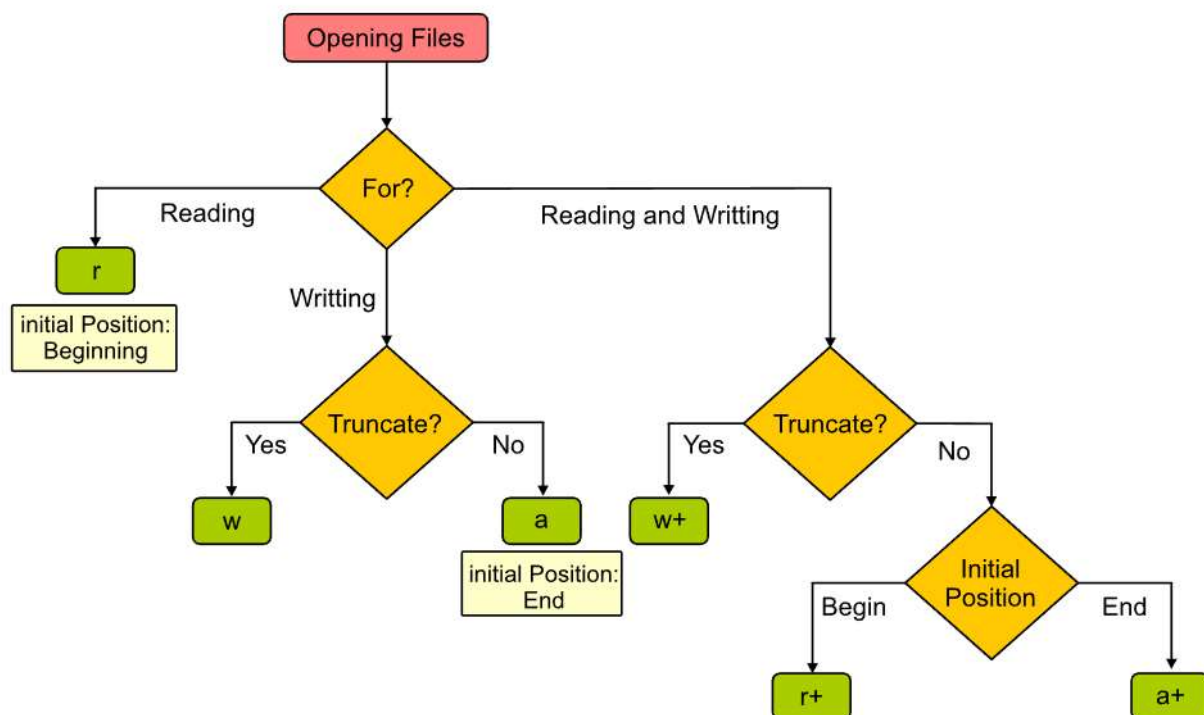 Opening Files
For?
Reading
Reading and Writting
r
initial Position:
Beginning
Writting
Truncate?
Yes
No
Truncate?
Yes
No
w
a
initial Position:
End
w+
Initial
Position
Begin
End
r+
a+